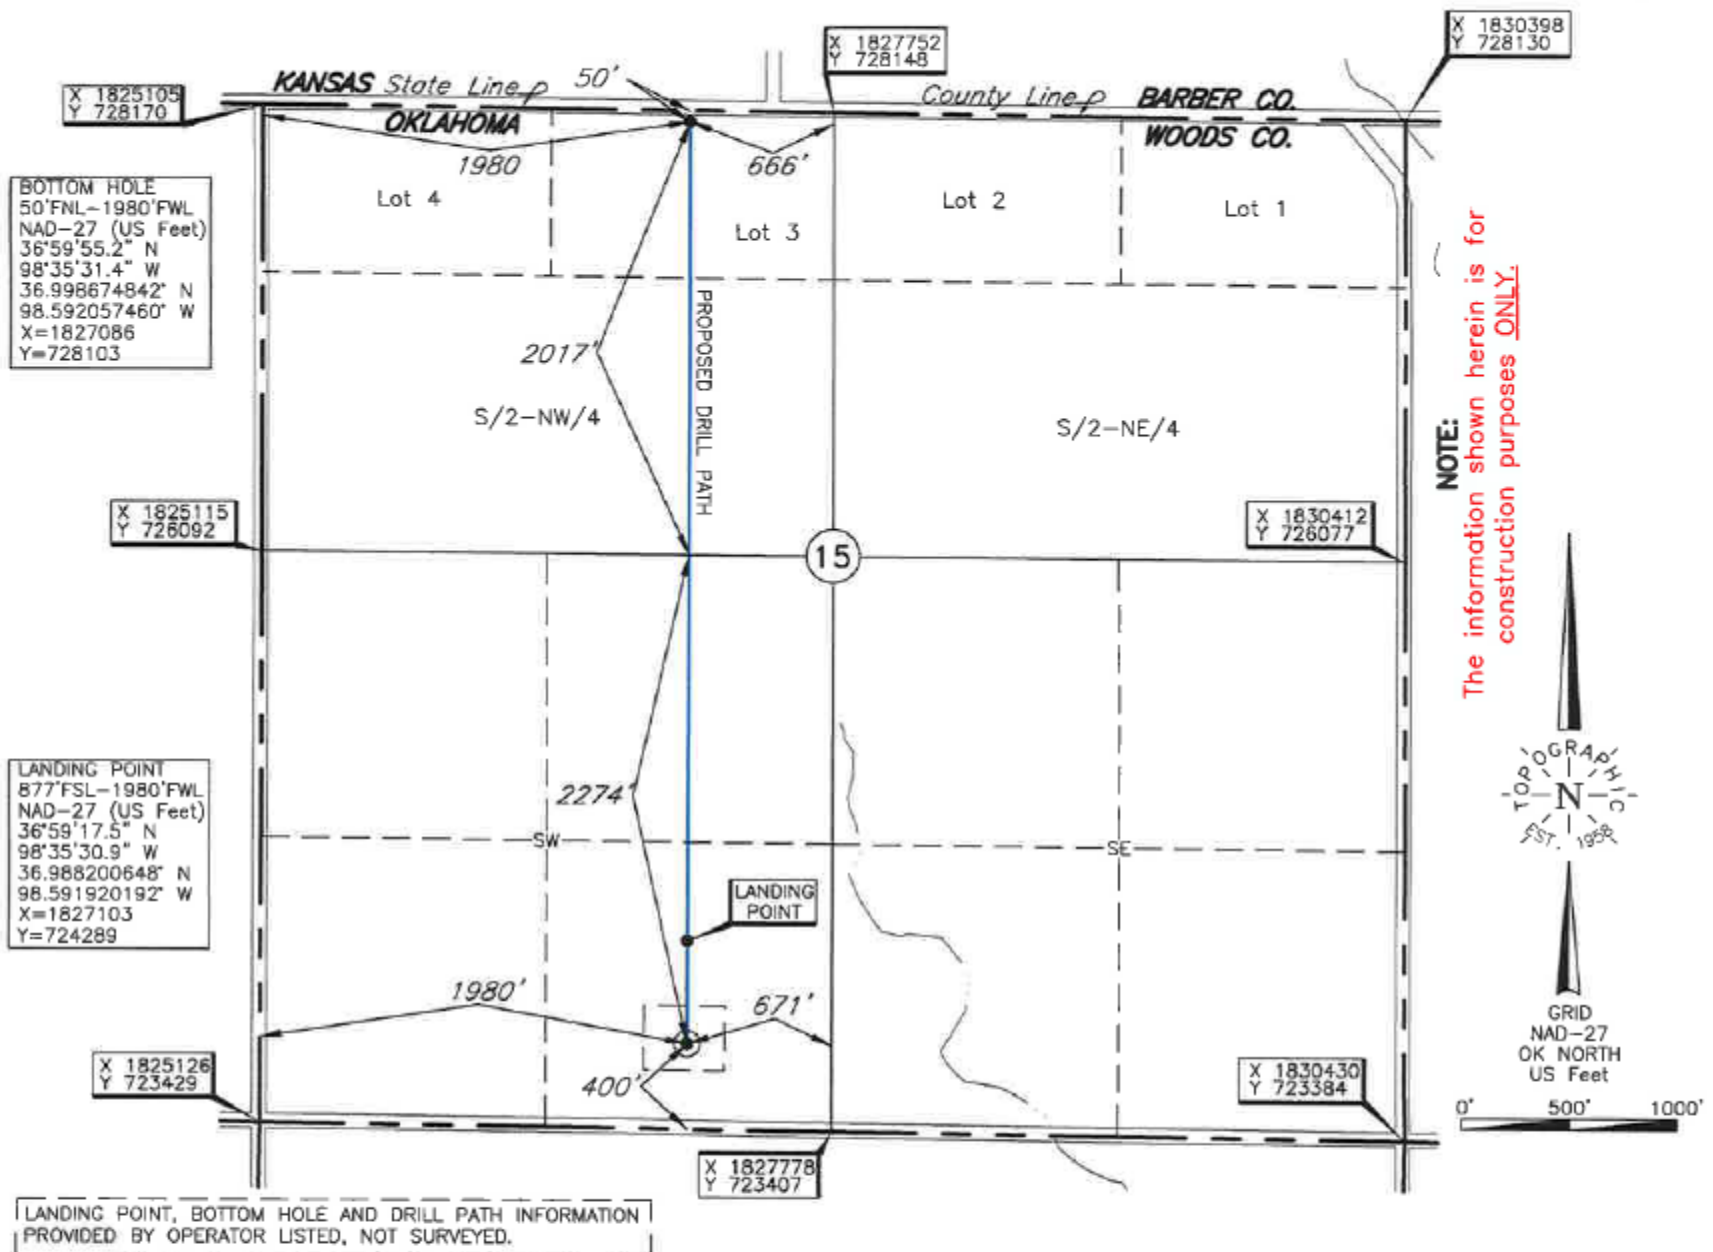 X 1830398
Y 728130
X 1827752
Y 728148
X 1825105
Y 728170
KANSAS State Line
50'
County Line
BARBER CO.
OKLAHOMA
WOODS CO.
1980
666'
Lot 4
Lot 3
Lot 2
Lot 1
BOTTOM HOLE
50'FNL-1980'FWL
NAD-27 (US Feet)
36°59'55.2" N
98°35'31.4" W
36.998674842° N
98.592057460° W
X=1827086
Y=728103
2017'
PROPOSED DRILL PATH
S/2-NW/4
S/2-NE/4
NOTE:
The information shown herein is for
construction purposes ONLY.
X 1825115
Y 726092
15
X 1830412
Y 726077
LANDING POINT
877'FSL-1980'FWL
NAD-27 (US Feet)
36°59'17.5" N
98°35'30.9" W
36.988200648° N
98.591920192° W
X=1827103
Y=724289
2274'
SW
SE
LANDING
POINT
TOPOGRAPHIC
N
EST. 1958
1980'
671'
400'
X 1825126
Y 723429
X 1830430
Y 723384
GRID
NAD-27
OK NORTH
US Feet
0' 500' 1000'
X 1827778
Y 723407
LANDING POINT, BOTTOM HOLE AND DRILL PATH INFORMATION
PROVIDED BY OPERATOR LISTED, NOT SURVEYED.